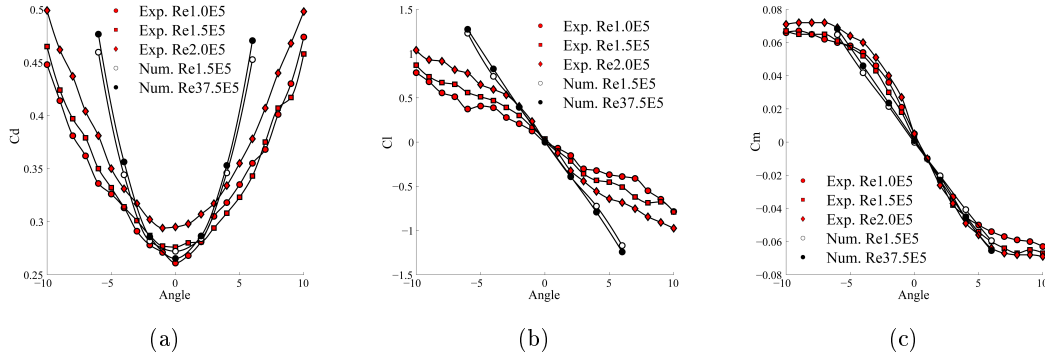 0.5
0.45
0.4
0.35
0.3
0.25
Cd
−10
−5
0
5
10
Angle
Exp. Re1.0E5
Exp. Re1.5E5
Exp. Re2.0E5
Num. Re1.5E5
Num. Re37.5E5
(a)
1.5
1
0.5
0
−0.5
−1
−1.5
Cl
−10
−5
0
5
10
Angle
Exp. Re1.0E5
Exp. Re1.5E5
Exp. Re2.0E5
Num. Re1.5E5
Num. Re37.5E5
(b)
0.08
0.06
0.04
0.02
0
−0.02
−0.04
−0.06
−0.08
Cm
−10
−5
0
5
10
Angle
Exp. Re1.0E5
Exp. Re1.5E5
Exp. Re2.0E5
Num. Re1.5E5
Num. Re37.5E5
(c)